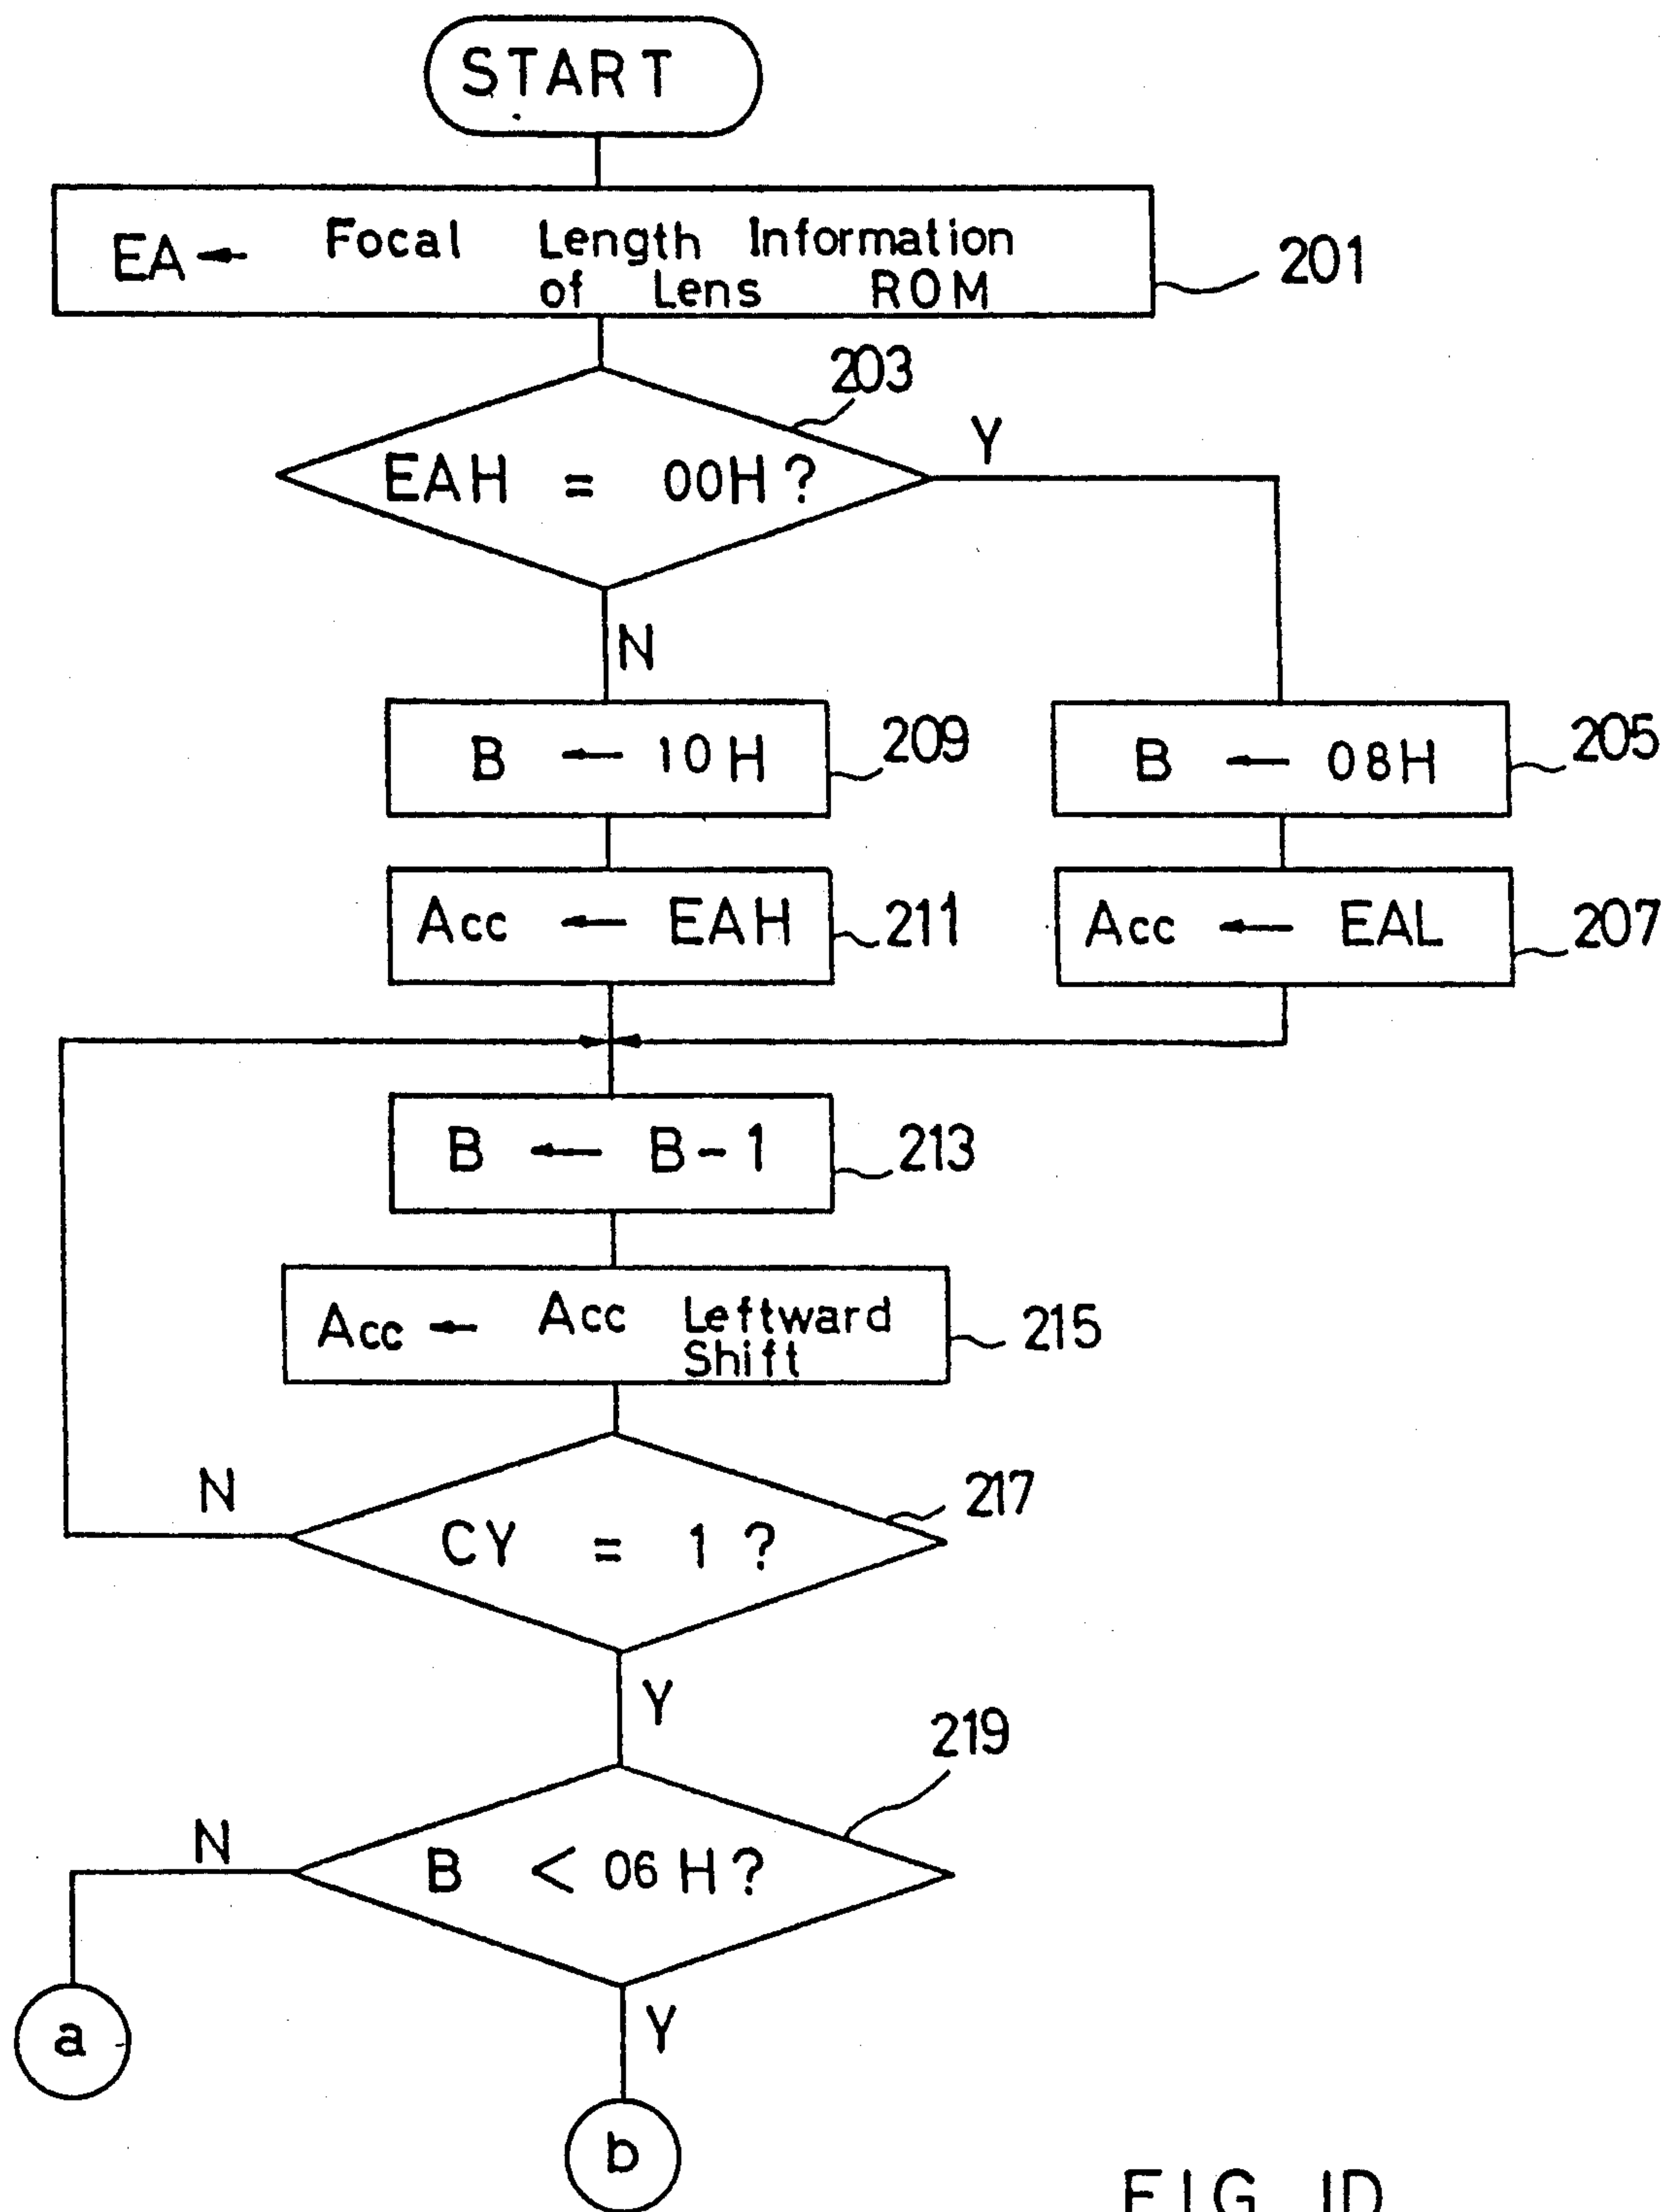 START
EA ← Focal Length Information
of Lens ROM
201
203
EAH = 00H?
Y
N
B ← 10H
209
B ← 08H
205
Acc ← EAH
211
Acc ← EAL
207
B ← B-1
213
Acc ← Acc Leftward
Shift
215
N
217
CY = 1?
Y
219
N
B < 06H?
a
Y
b
FIG. 1D